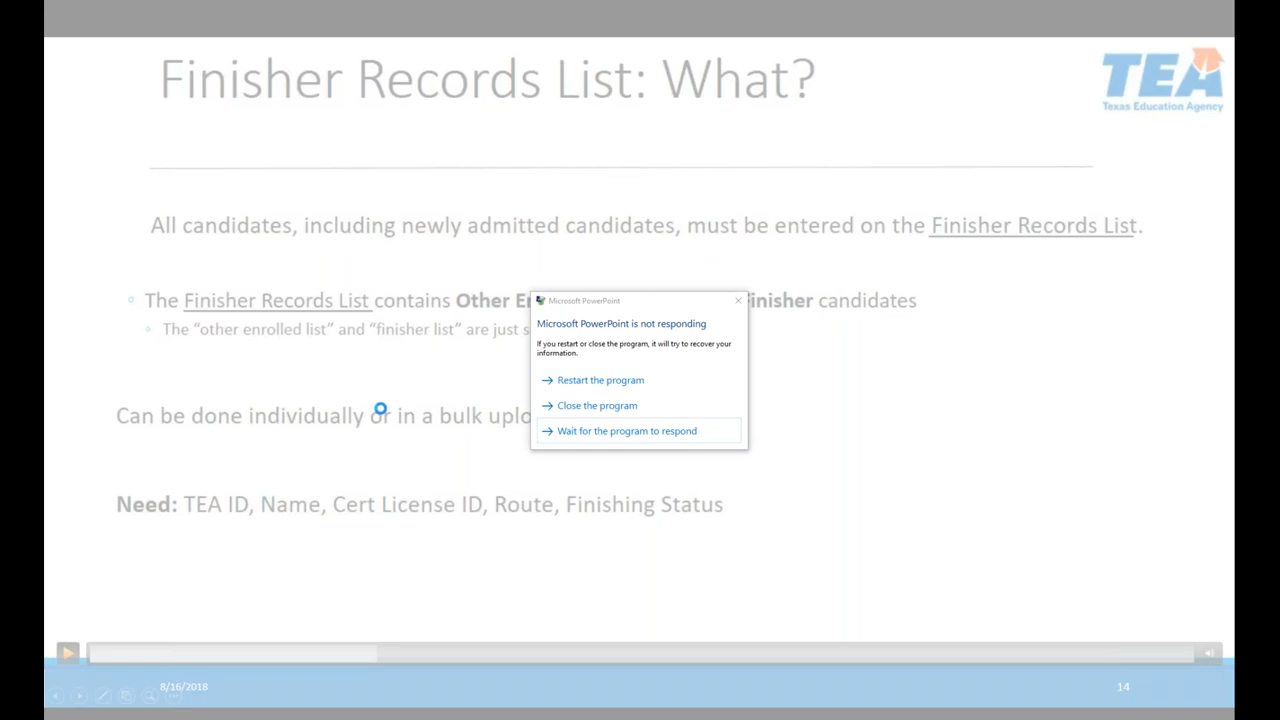 Finisher Records List: What?
TEA
Texas Education Agency
All candidates, including newly admitted candidates, must be entered on the Finisher Records List.
The Finisher Records List contains Other Finisher candidates
The “other enrolled list” and “finisher list” are just
Microsoft PowerPoint
Microsoft PowerPoint is not responding
If you restart or close the program, it will try to recover your
information.
Restart the program
Close the program
Wait for the program to respond
Can be done individually or in a bulk
Need: TEA ID, Name, Cert License ID, Route, Finishing Status
8/16/2018
14